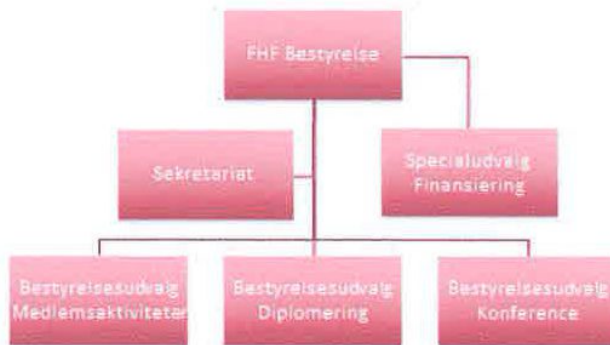 FHF Bestyrelse
Sekretariat
Specialudvalg
Finansiering
Bestyrelsesudvalg
Medlemsaktiviteter
Bestyrelsesudvalg
Diplomering
Bestyrelsesudvalg
Konference